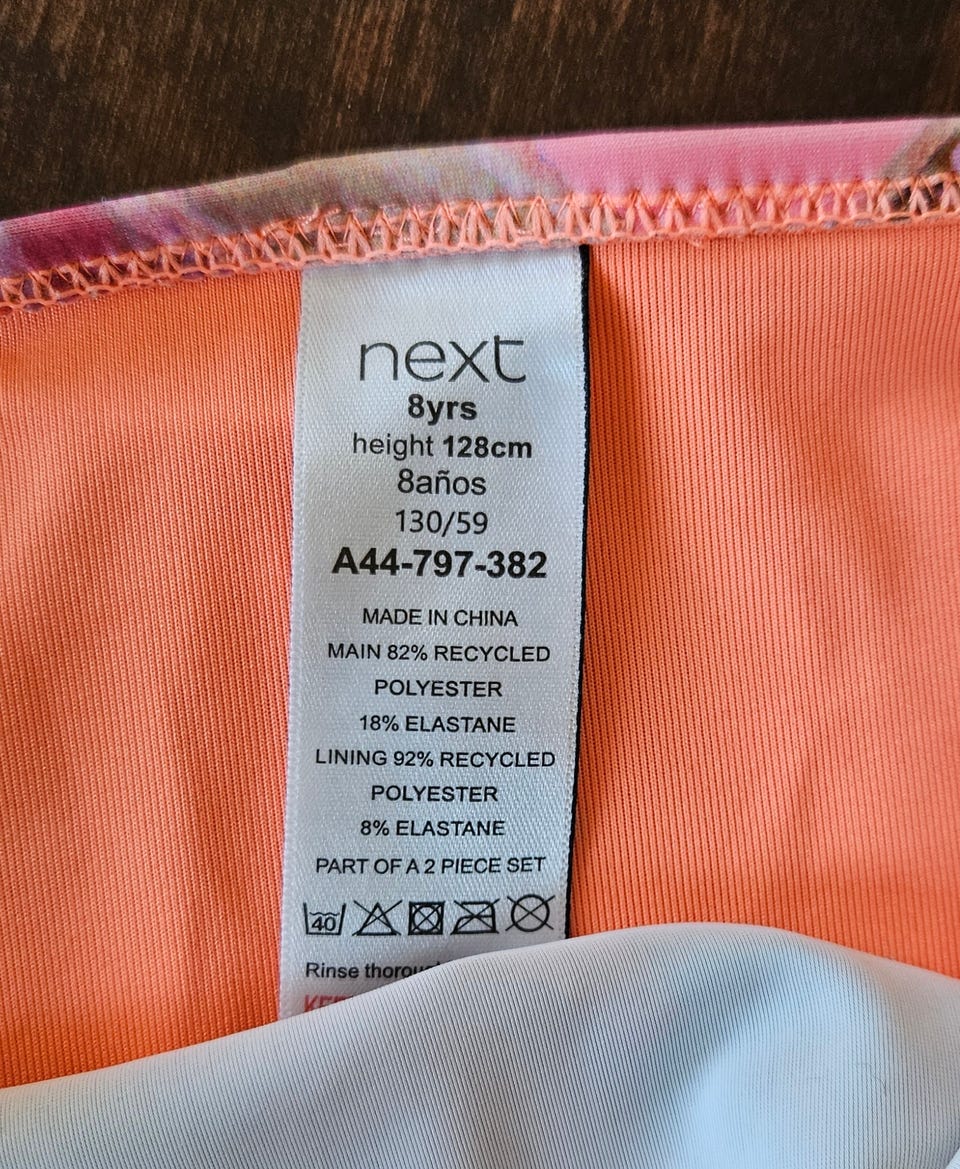 next
8yrs
height 128cm
8años
130/59
A44-797-382
MADE IN CHINA
MAIN 82% RECYCLED
POLYESTER
18% ELASTANE
LINING 92% RECYCLED
POLYESTER
8% ELASTANE
PART OF A 2 PIECE SET
40
Rinse